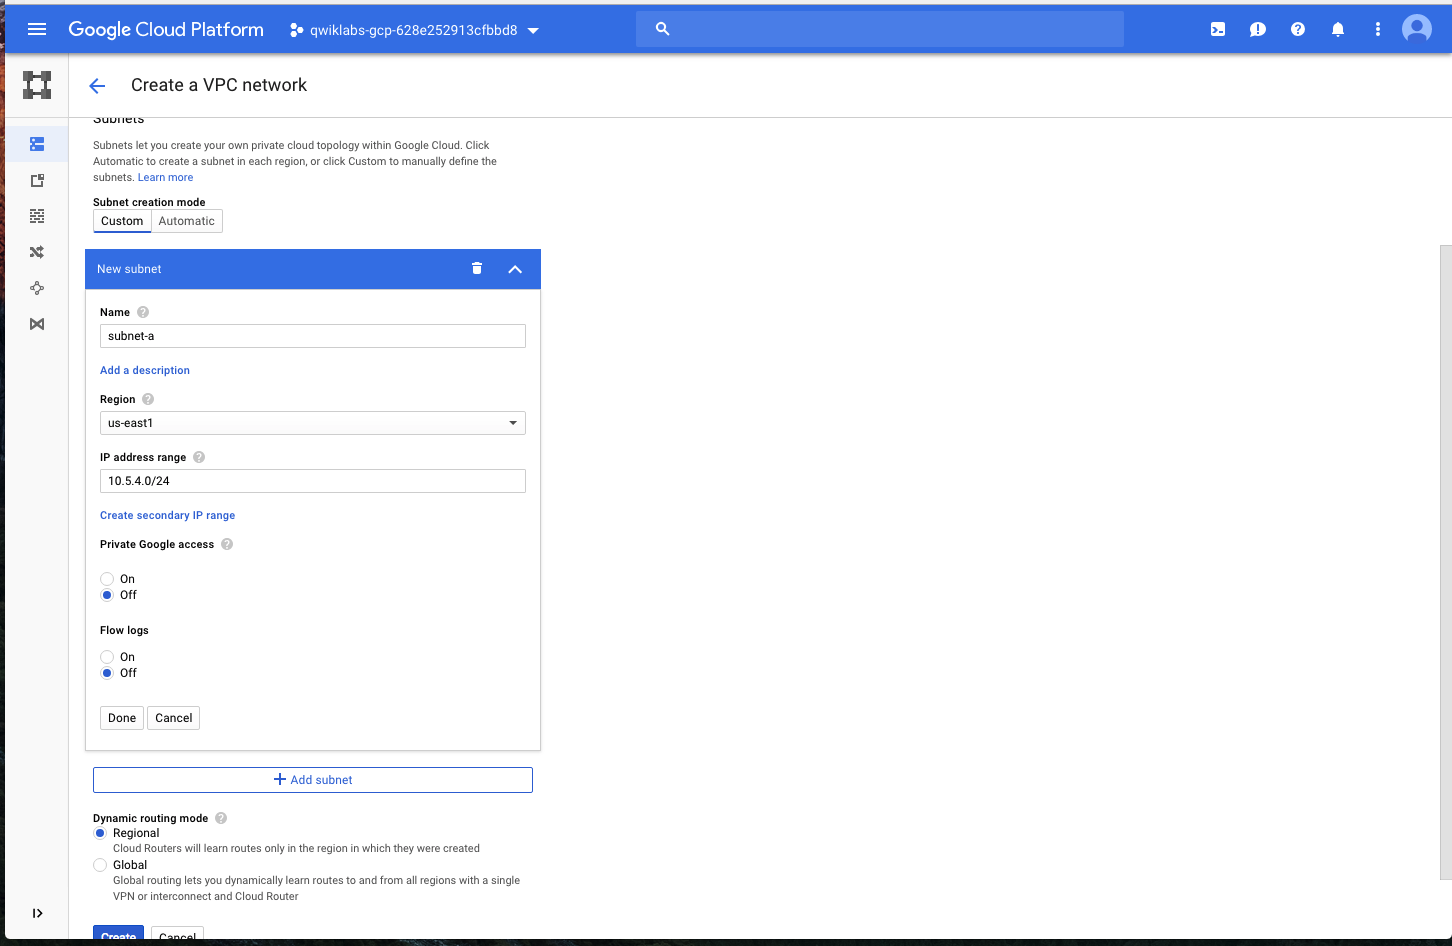 Google Cloud Platform
qwiklabs-gcp-628e252913cfbbd8
Create a VPC network
Subnets
Subnets let you create your own private cloud topology within Google Cloud. Click
Automatic to create a subnet in each region, or click Custom to manually define the
subnets. Learn more
Subnet creation mode
Custom Automatic
New subnet
Name
subnet-a
Add a description
Region
us-east1
IP address range
10.5.4.0/24
Create secondary IP range
Private Google access
On
Off
Flow logs
On
Off
Done Cancel
Add subnet
Dynamic routing mode
Regional
Cloud Routers will learn routes only in the region in which they were created
Global
Global routing lets you dynamically learn routes to and from all regions with a single
VPN or interconnect and Cloud Router
Create Cancel